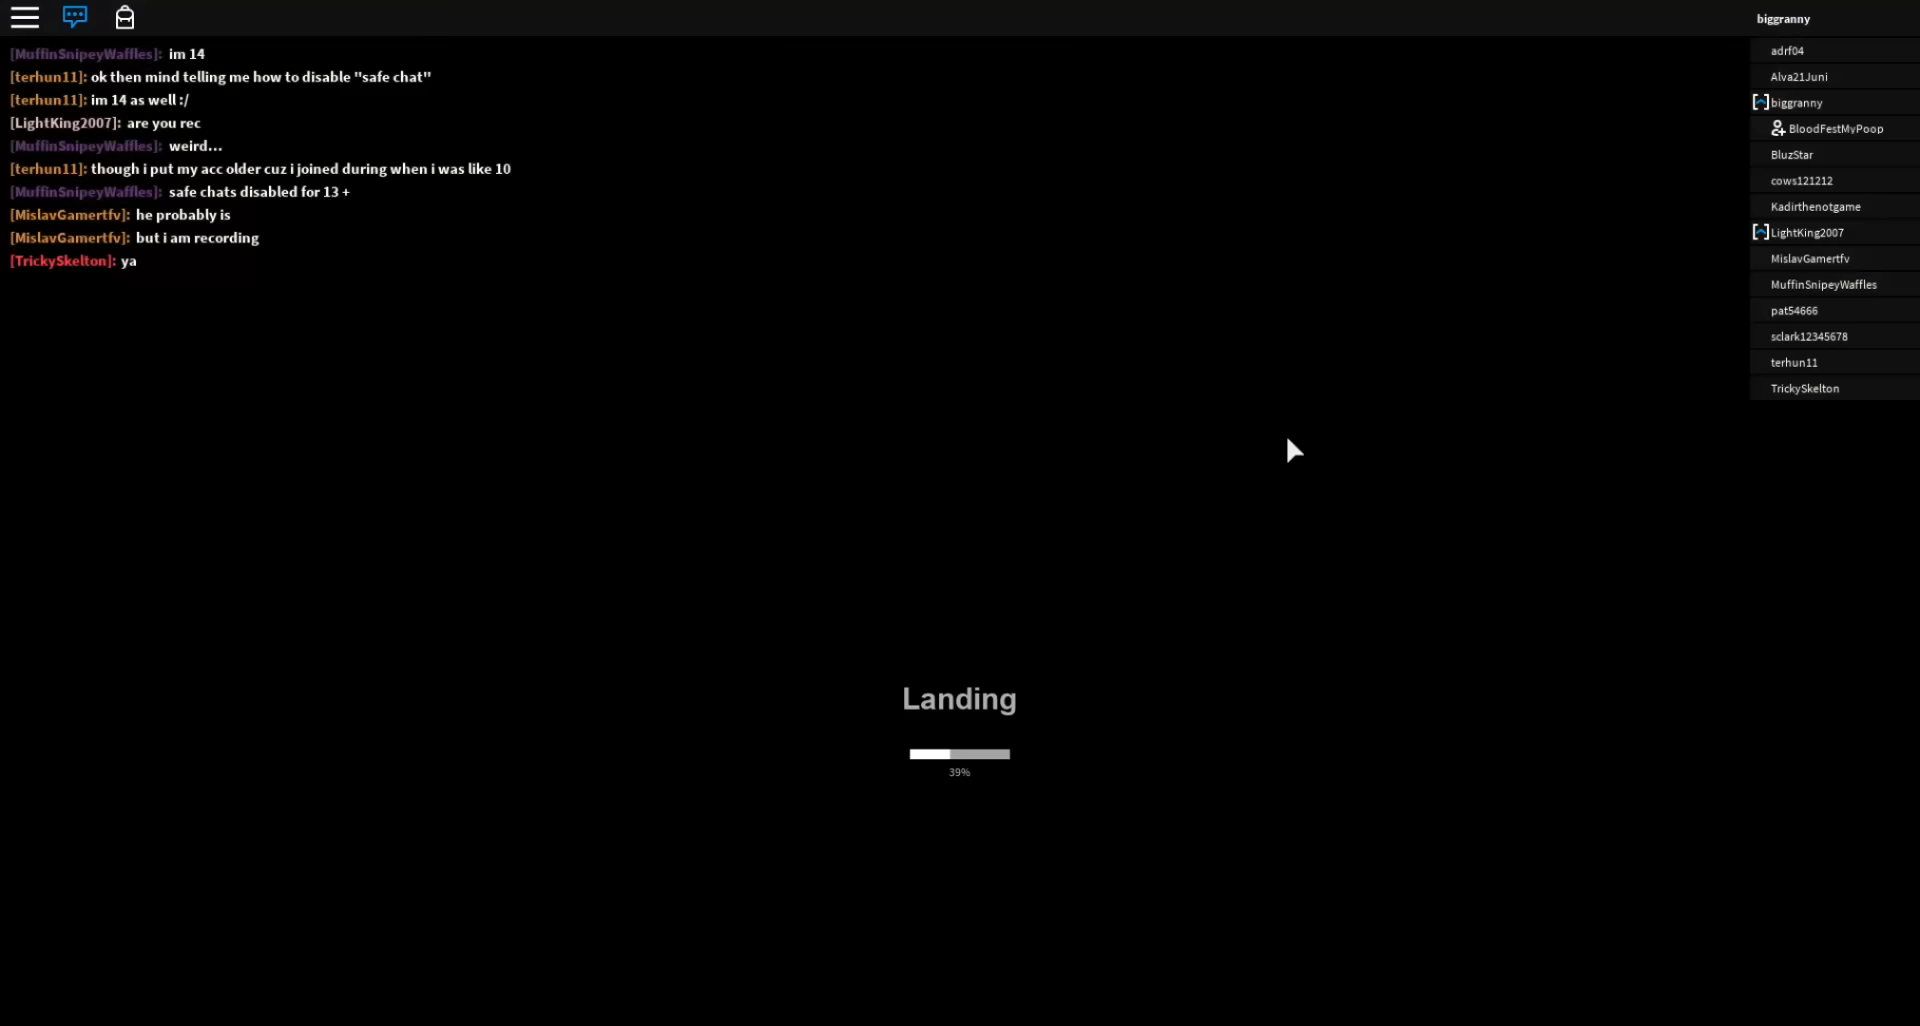 biggranny
[MuffinSnipeyWaffles]: im 14
[terhun11]: ok then mind telling me how to disable "safe chat"
[terhun11]: im 14 as well :/
[LightKing2007]: are you rec
[MuffinSnipeyWaffles]: weird...
[terhun11]: though i put my acc older cuz i joined during when i was like 10
[MuffinSnipeyWaffles]: safe chats disabled for 13 +
[MislavGamertfv]: he probably is
[MislavGamertfv]: but i am recording
[TrickySkelton]: ya
adrf04
Alva21Juni
biggranny
BloodFestMyPoop
BluzStar
cows121212
Kadirthenotgame
LightKing2007
MislavGamertfv
MuffinSnipeyWaffles
pat54666
sclark12345678
terhun11
TrickySkelton
Landing
39%